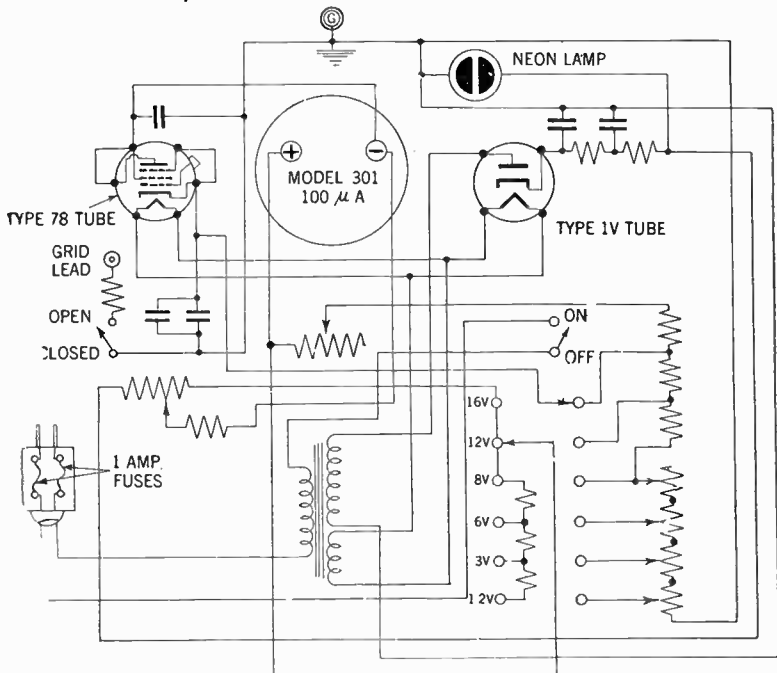 G
NEON LAMP
+
−
MODEL 301
100 μ A
TYPE 78 TUBE
TYPE 1V TUBE
GRID
LEAD
OPEN
CLOSED
ON
OFF
16V
12V
8V
6V
3V
1 2V
1 AMP.
FUSES